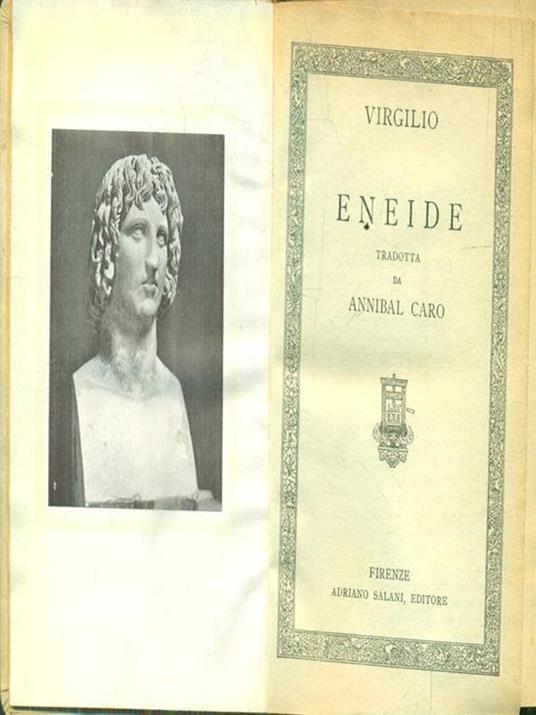 VIRGILIO
ENEIDE
TRADOTTA
DA
ANNIBAL CARO
FIRENZE
ADRIANO SALANI, EDITORE